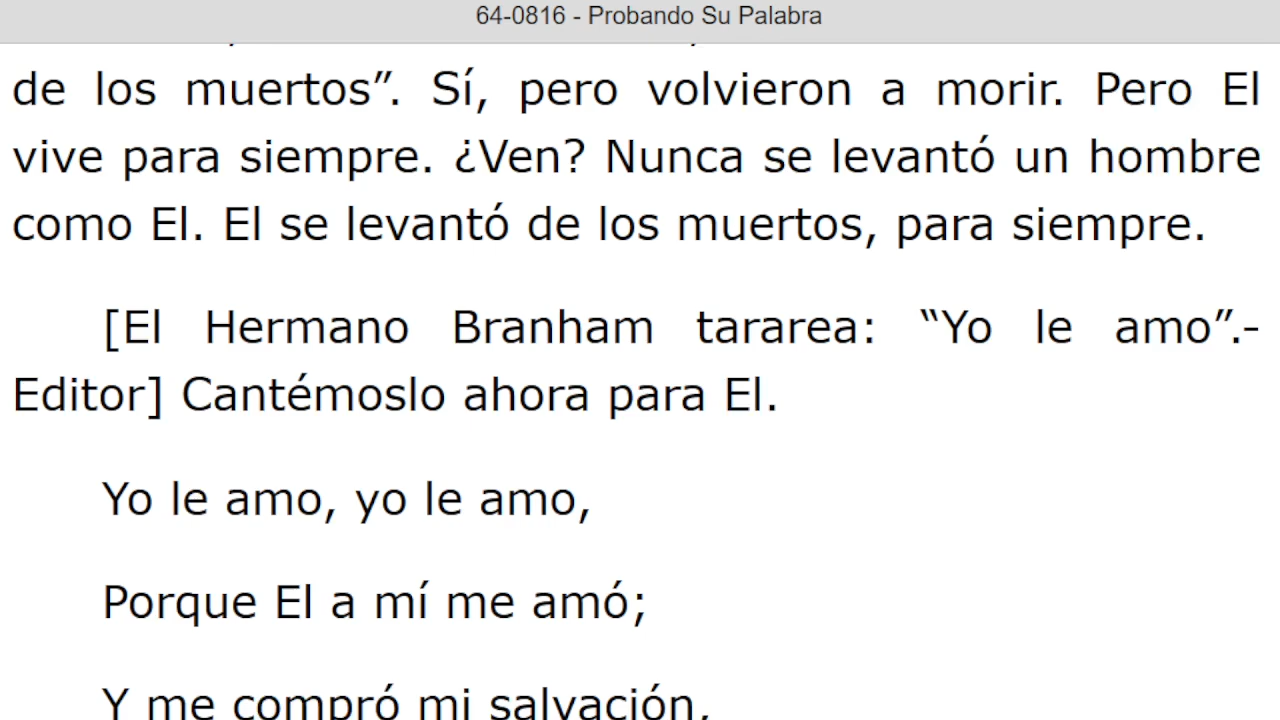 64-0816 - Probando Su Palabra
de los muertos”. Sí, pero volvieron a morir. Pero El
vive para siempre. ¿Ven? Nunca se levantó un hombre
como El. El se levantó de los muertos, para siempre.
[El Hermano Branham tararea: “Yo le amo”.-
Editor] Cantémoslo ahora para El.
Yo le amo, yo le amo,
Porque El a mí me amó;
Y me compró mi salvación,